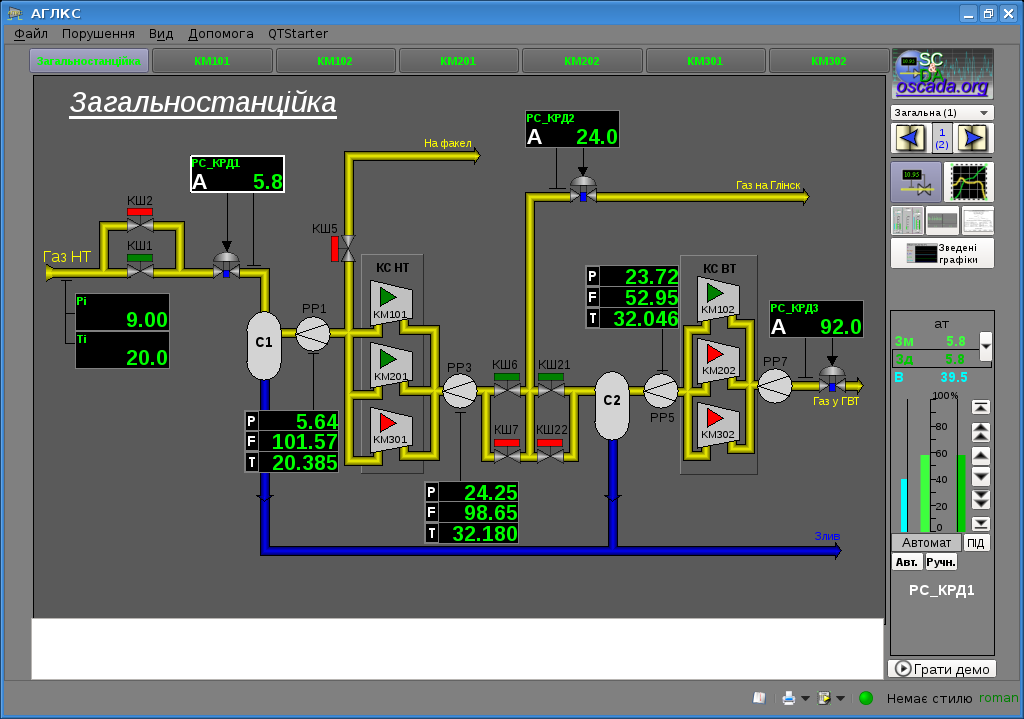 АГЛКС
Файл Порушення Вид Допомога QTStarter
Загальностанційка КМ101 КМ102 КМ201 КМ202 КМ301 КМ302
SC
&
DA
oscada.org
Загальностанційка
Загальна (1)
1
(2)
10.95
Зведені
графіки
РС_КРД1
А 5.8
РС_КРД2
А 24.0
На факел
Газ на Глінск
КШ2
КШ1
КШ5
Газ НТ
Pi
9.00
Ti
20.0
КС НТ
КМ101
КМ201
КМ301
РР1
С1
P 5.64
F 101.57
T 20.385
РР3
P 24.25
F 98.65
T 32.180
КШ6
КШ21
КШ7
КШ22
С2
P 23.72
F 52.95
T 32.046
РР5
КС ВТ
КМ102
КМ202
КМ302
РС_КРД3
А 92.0
РР7
Газ у ГВТ
Злив
ат
Зм 5.8
Зд 5.8
В 39.5
100%
80
60
40
20
0
Автомат ПІД
Авт. Ручн.
РС_КРД1
Грати демо
Немає стилю roman